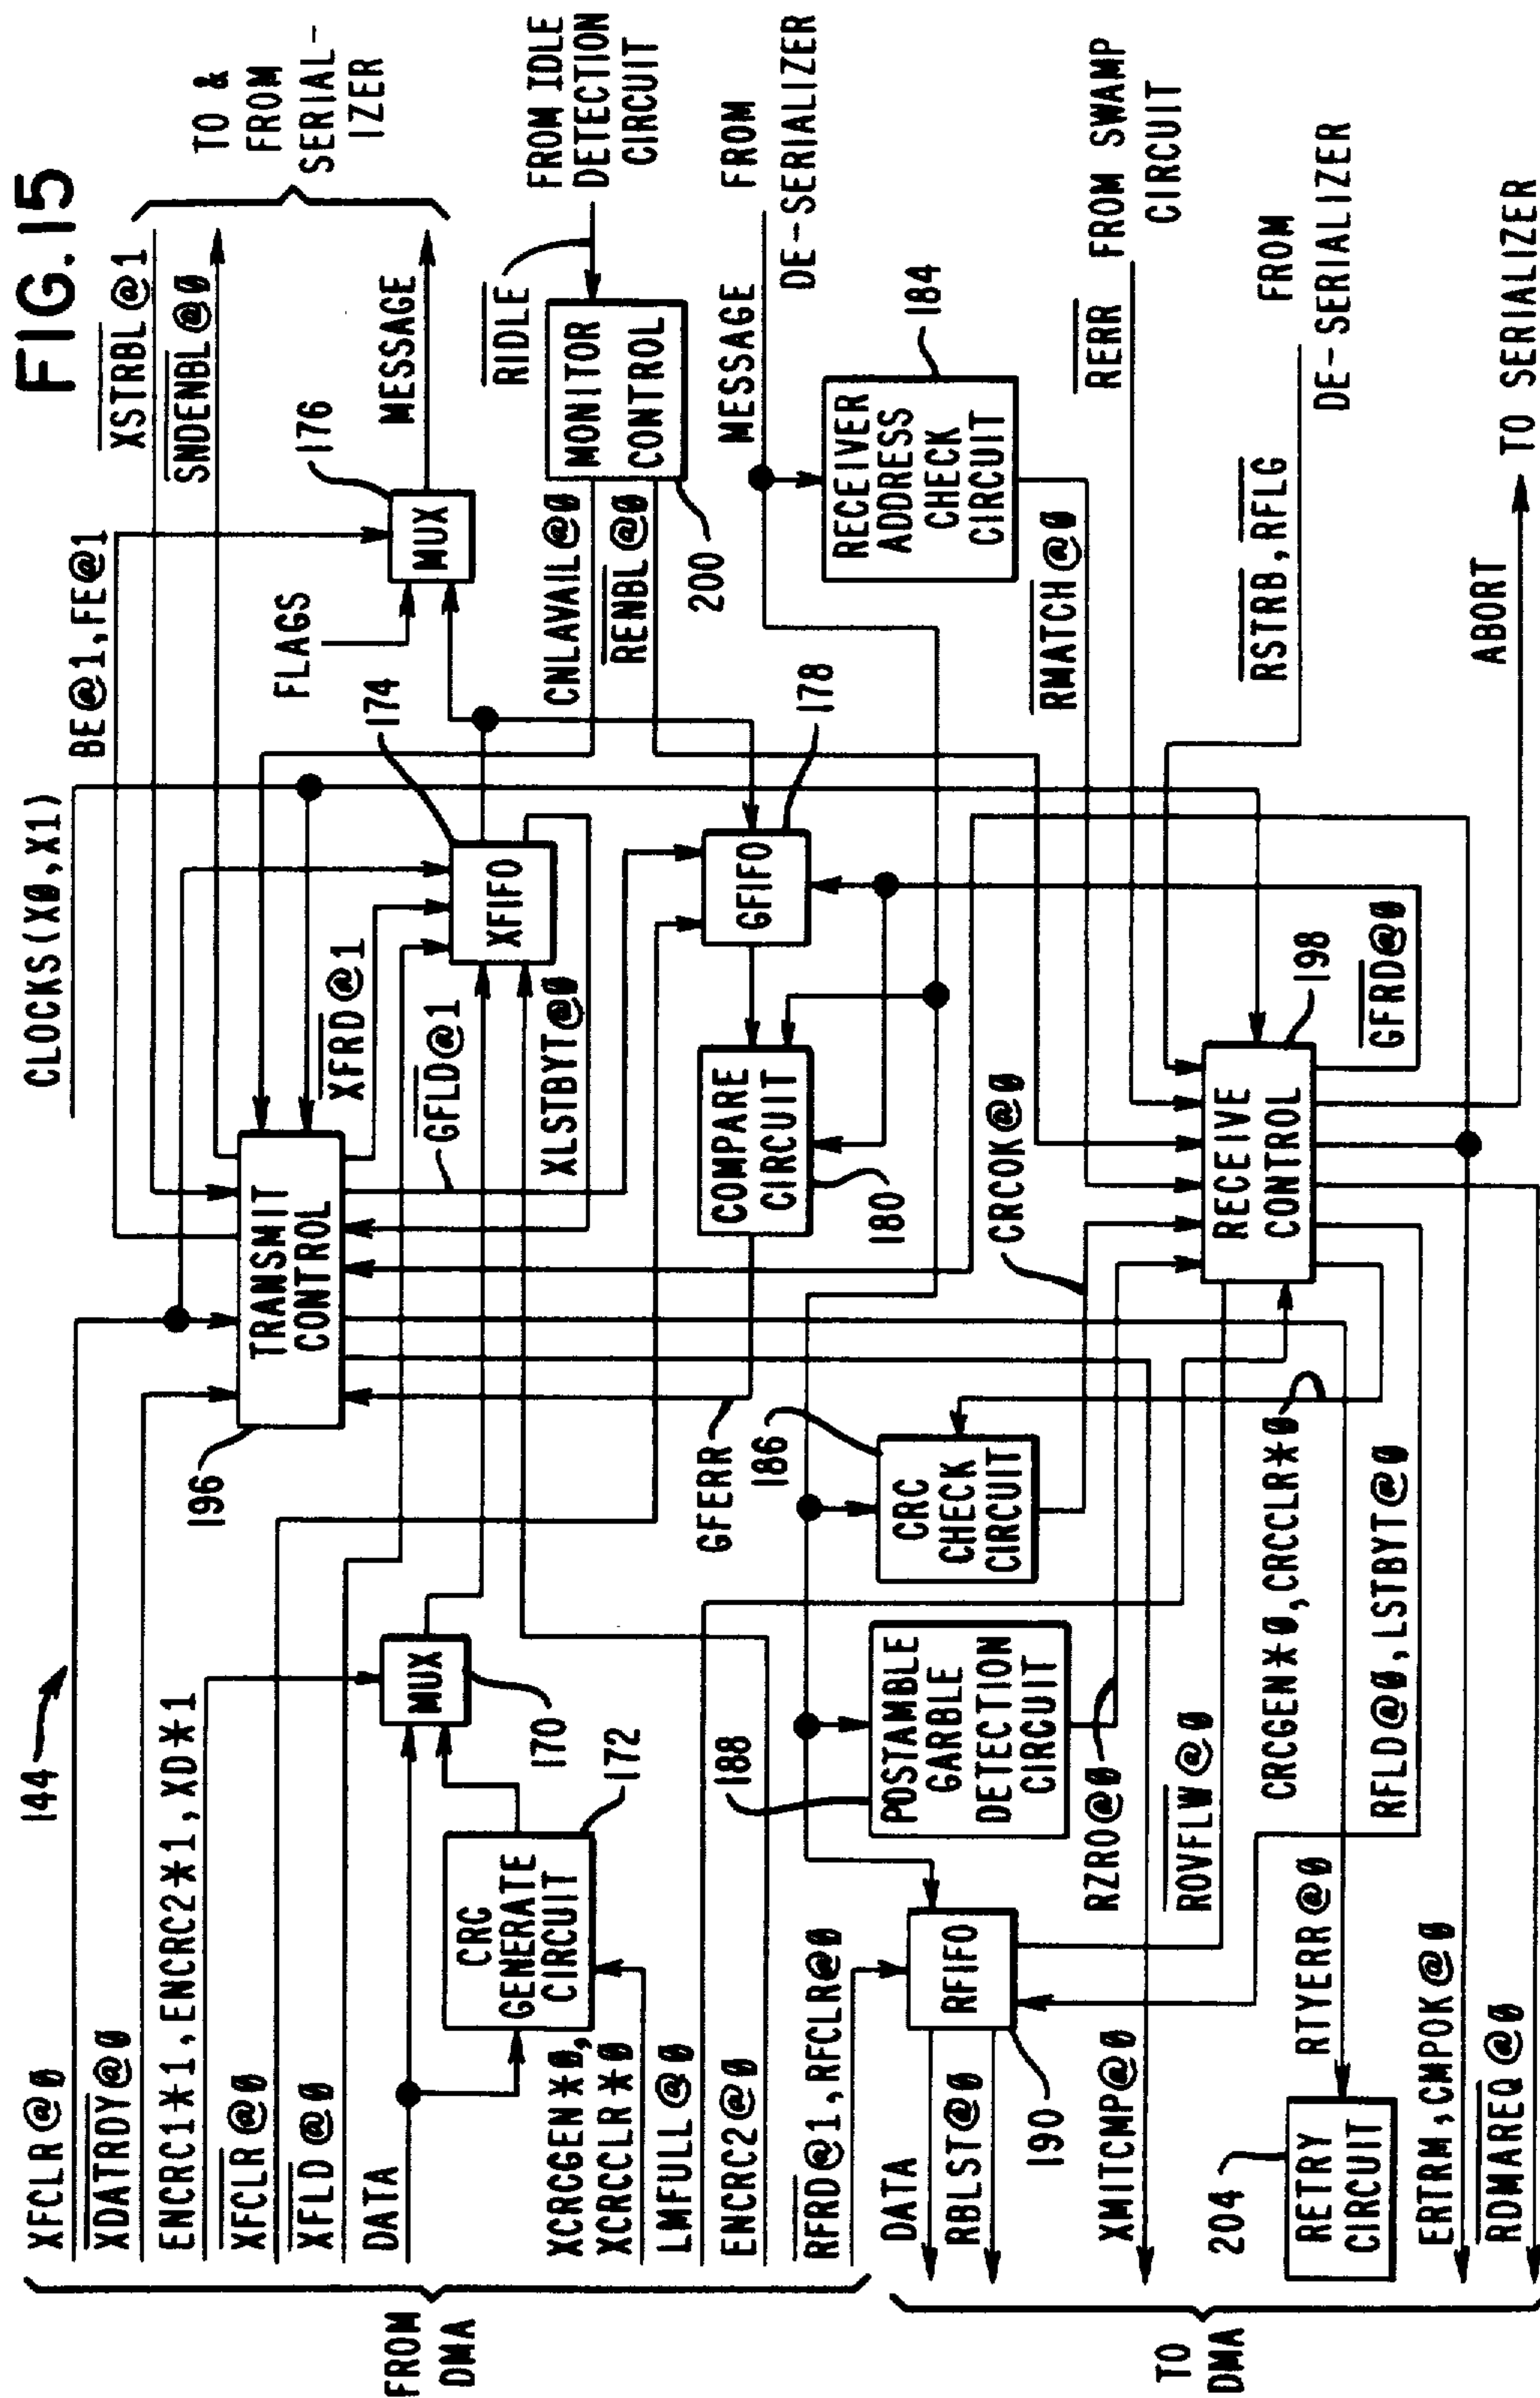 FIG.15
144
XFCLR@0
XDATRDY@0
ENCRC1*1,ENCRC2*1,XD*1
XFCLR@0
XFLD@0
DATA
XCRCGEN*0,
XCRCCLR*0
LMFULL@0
ENCRC2@0
RFRD@1,RFCLR@0
FROM
DMA
DATA
RBLST@0
XMITCMP@0
ERTRM,CMPOK@0
RDMAREQ@0
TO
DMA
CRC
GENERATE
CIRCUIT
172
MUX
170
196
TRANSMIT
CONTROL
CLOCKS(X0,X1)
BE@1,FE@1
XSTRBL@1
SNDENBL@0
TO &
FROM
SERIAL-
IZER
XFRD@1
GFLD@1
XLSTBYT@0
XFIFO
174
FLAGS
MUX
176
MESSAGE
CNLAVAIL@0
RENBL@0
MONITOR
CONTROL
200
RIDLE
FROM IDLE
DETECTION
CIRCUIT
GFERR
COMPARE
CIRCUIT
180
GFIFO
178
MESSAGE
FROM
DE-SERIALIZER
RECEIVER
ADDRESS
CHECK
CIRCUIT
184
RMATCH@0
RERR
FROM SWAMP
CIRCUIT
RFIFO
190
188
POSTAMBLE
GARBLE
DETECTION
CIRCUIT
186
CRC
CHECK
CIRCUIT
RZRO@0
ROVFLW@0
CRCOK@0
RECEIVE
CONTROL
198
GFRD@0
RSTRB,RFLG
FROM
DE-SERIALIZER
CRCGEN*0,CRCCLR*0
RFLD@0,LSTBYT@0
RTYERR@0
204
RETRY
CIRCUIT
ABORT
TO SERIALIZER